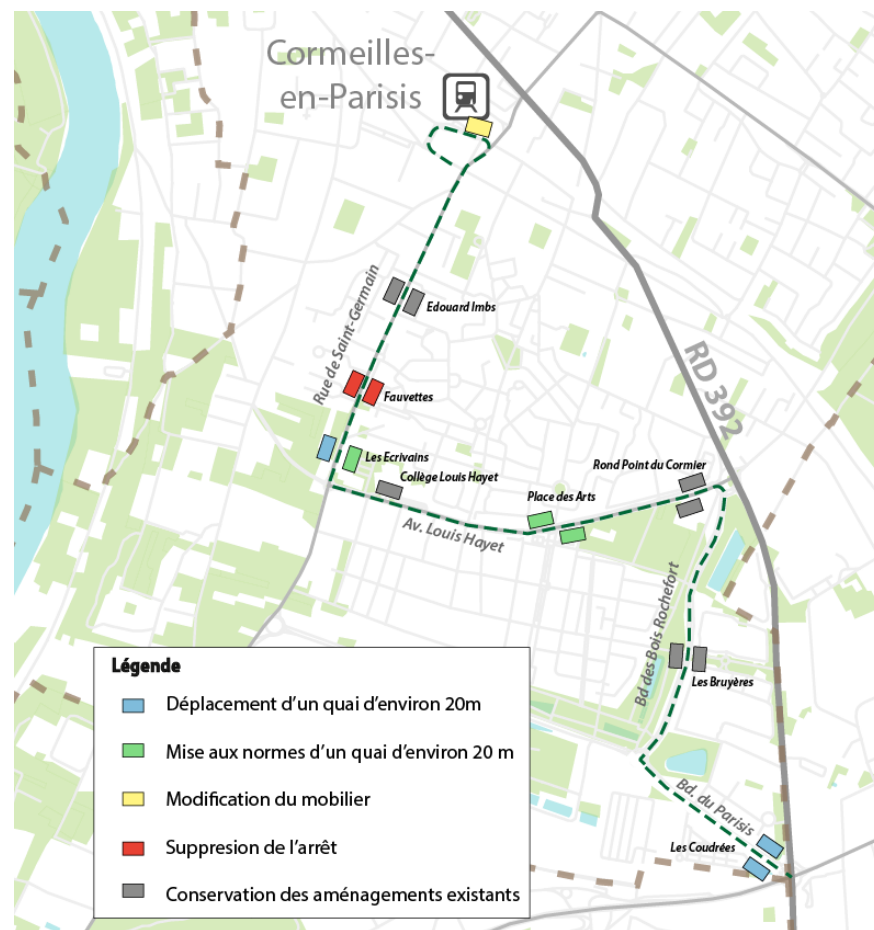 Cormeilles-
en-Parisis
Rue de Saint-Germain
Edouard Imbs
RD 392
Fauvettes
Les Ecrivains
Collège Louis Hayet
Rond Point du Cormier
Place des Arts
Av. Louis Hayet
Bd des Bois Rochefort
Les Bruyères
Bd. du Parisis
Les Coudrées
Légende
Déplacement d'un quai d'environ 20m
Mise aux normes d'un quai d'environ 20 m
Modification du mobilier
Suppresion de l'arrêt
Conservation des aménagements existants